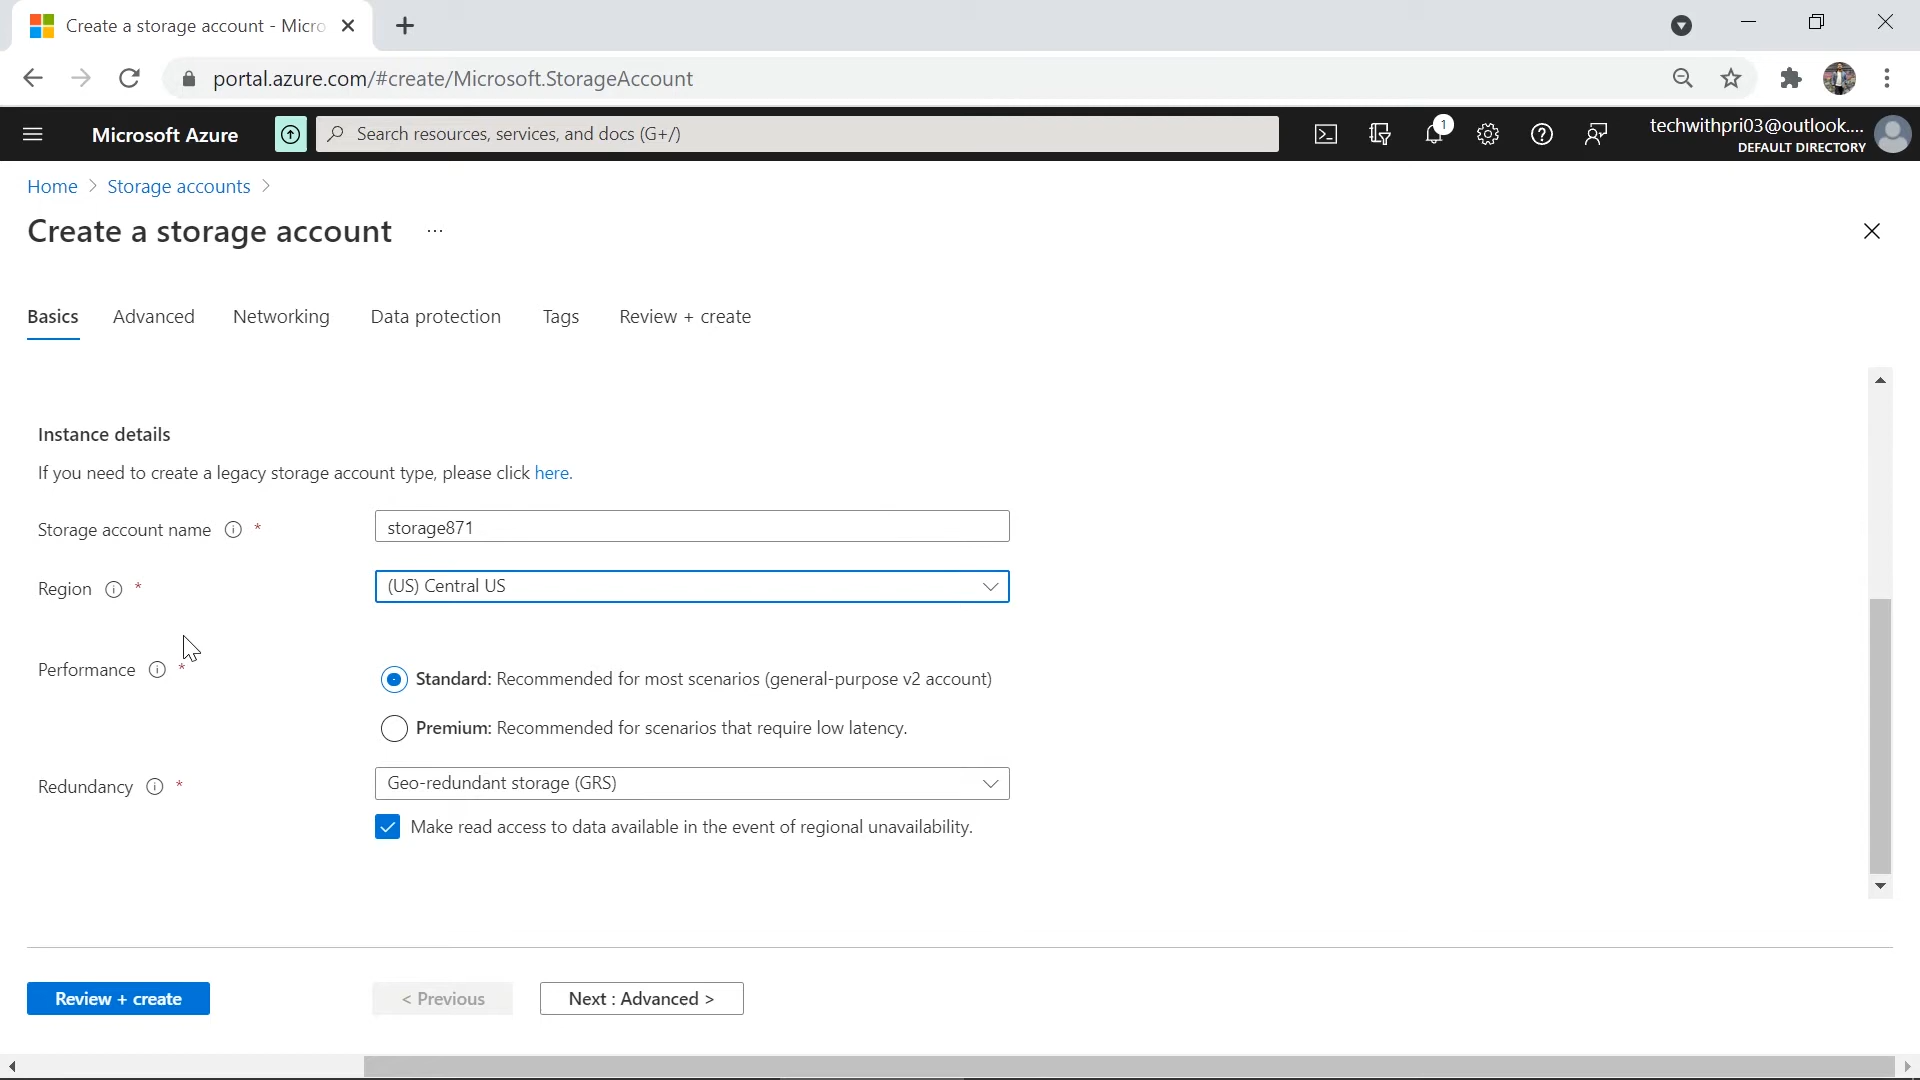 Create a storage account - Micro
portal.azure.com/#create/Microsoft.StorageAccount
Microsoft Azure
Search resources, services, and docs (G+/)
1
techwithpri03@outlook....
DEFAULT DIRECTORY
Home > Storage accounts >
Create a storage account ...
Basics Advanced Networking Data protection Tags Review + create
Instance details
If you need to create a legacy storage account type, please click here.
Storage account name * storage871
Region * (US) Central US
Performance *
Standard: Recommended for most scenarios (general-purpose v2 account)
Premium: Recommended for scenarios that require low latency.
Redundancy * Geo-redundant storage (GRS)
Make read access to data available in the event of regional unavailability.
Review + create < Previous Next : Advanced >